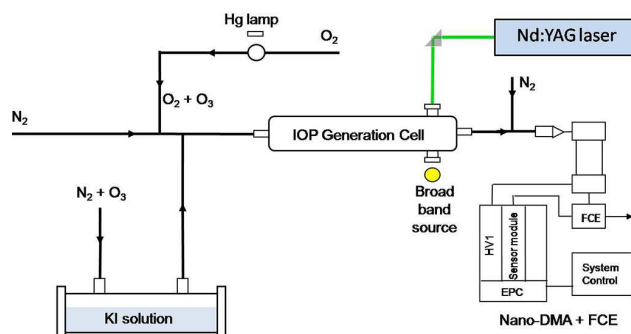 Hg lamp
O₂
Nd:YAG laser
N₂
O₂ + O₃
N₂
IOP Generation Cell
N₂ + O₃
Broad
band
source
HV1
Sensor module
FCE
System
Control
EPC
KI solution
Nano-DMA + FCE